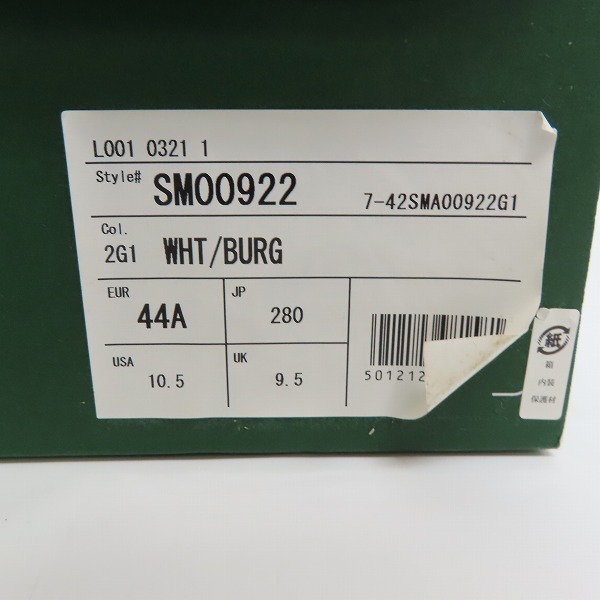 L001 0321 1
Style# SM00922 7-42SMA00922G1
Col.
2G1 WHT/BURG
EUR 44A JP 280
USA 10.5 UK 9.5
501212
紙
箱
内装
保護材